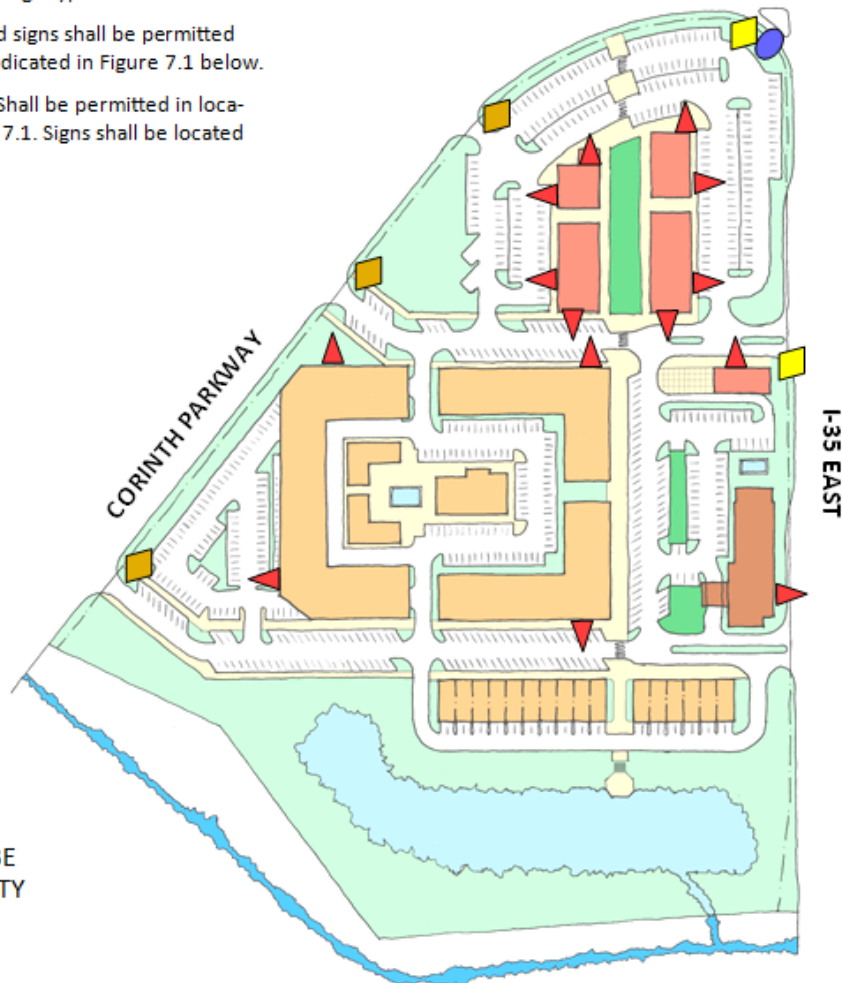 d signs shall be permitted
dicated in Figure 7.1 below.
Shall be permitted in loca-
7.1. Signs shall be located
CORINTH PARKWAY
I-35 EAST
BE
TY